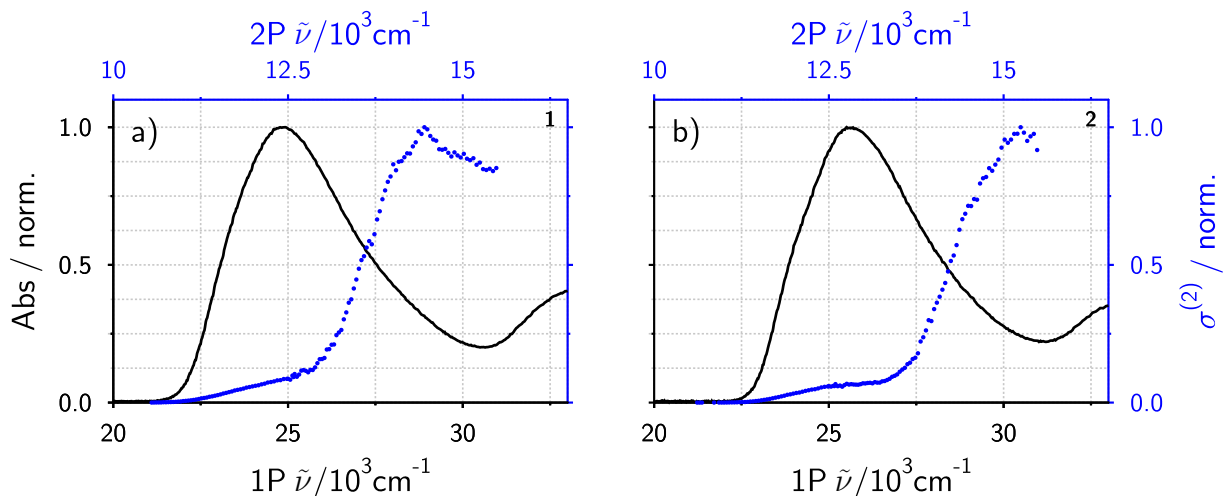 2P ν̃/10³cm⁻¹
10 12.5 15
a) 1
1.0
0.5
0.0
Abs / norm.
20 25 30
1P ν̃/10³cm⁻¹
2P ν̃/10³cm⁻¹
10 12.5 15
b) 2
1.0
0.5
0.0
σ⁽²⁾ / norm.
20 25 30
1P ν̃/10³cm⁻¹